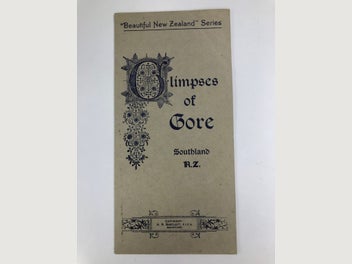 "Beautiful New Zealand" Series
Glimpses
of
Gore
Southland
N.Z.